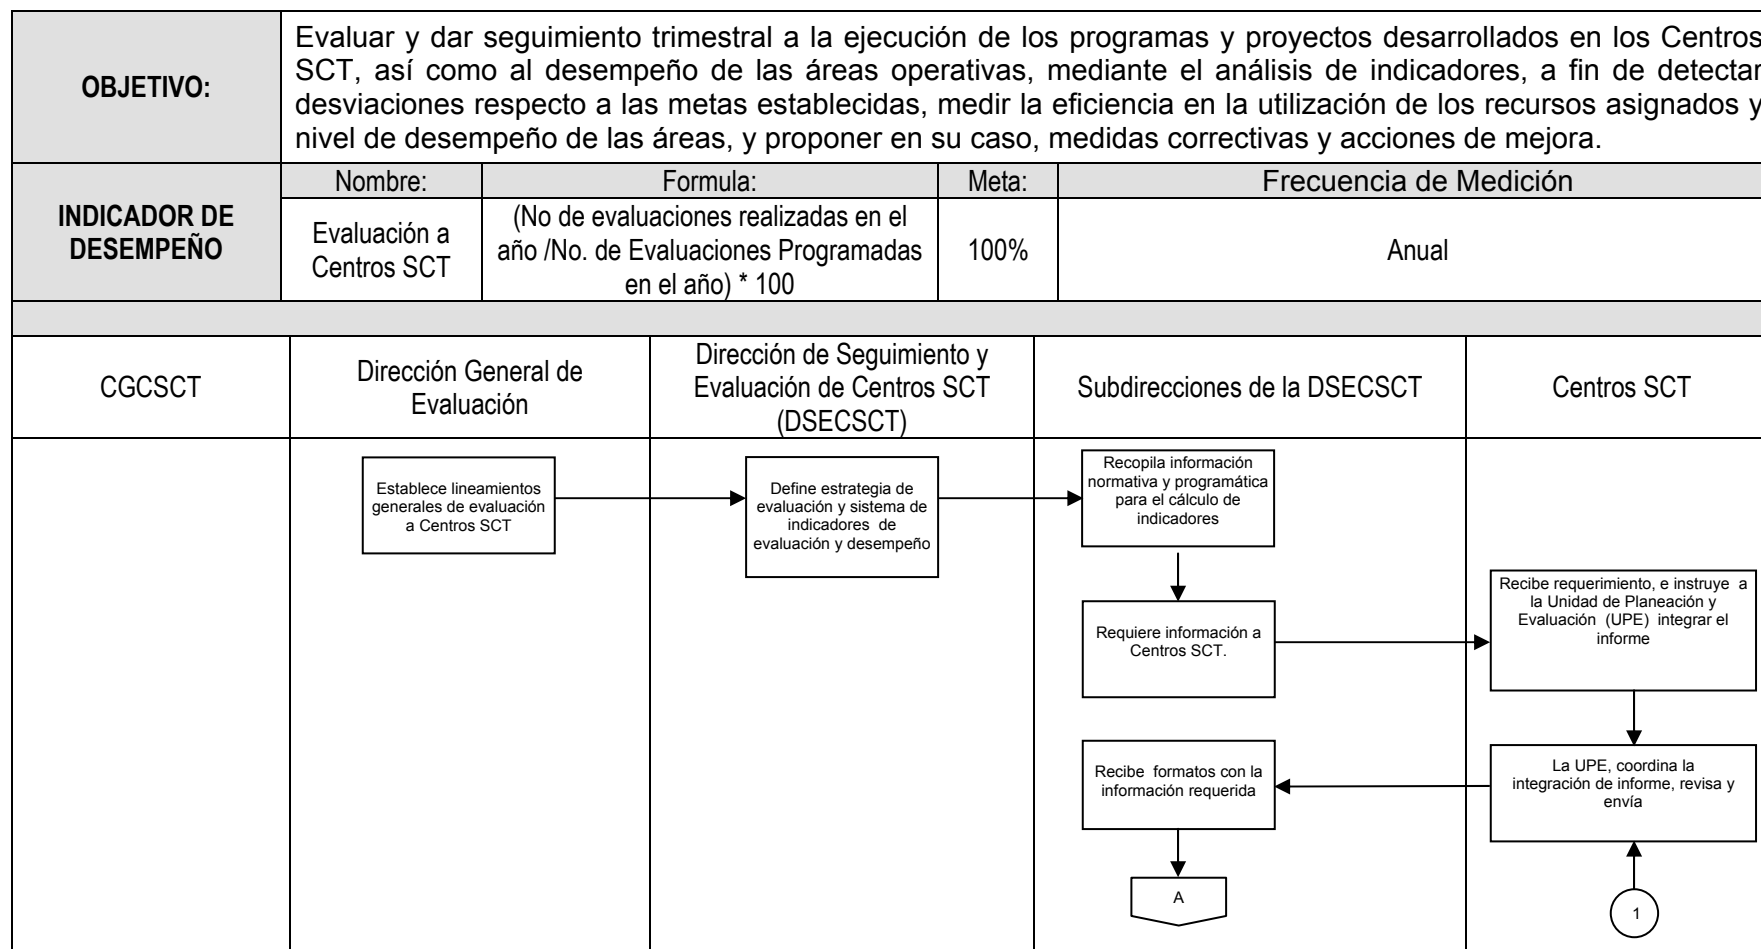 OBJETIVO:
Evaluar y dar seguimiento trimestral a la ejecución de los programas y proyectos desarrollados en los Centros
SCT, así como al desempeño de las áreas operativas, mediante el análisis de indicadores, a fin de detectar
desviaciones respecto a las metas establecidas, medir la eficiencia en la utilización de los recursos asignados y
nivel de desempeño de las áreas, y proponer en su caso, medidas correctivas y acciones de mejora.
INDICADOR DE
DESEMPEÑO
Nombre:
Formula:
Meta:
Frecuencia de Medición
Evaluación a
Centros SCT
(No de evaluaciones realizadas en el
año /No. de Evaluaciones Programadas
en el año) * 100
100%
Anual
CGCSCT
Dirección General de
Evaluación
Dirección de Seguimiento y
Evaluación de Centros SCT
(DSECSCT)
Subdirecciones de la DSECSCT
Centros SCT
Establece lineamientos
generales de evaluación
a Centros SCT
Define estrategia de
evaluación y sistema de
indicadores de
evaluación y desempeño
Recopila información
normativa y programática
para el cálculo de
indicadores
Requiere información a
Centros SCT.
Recibe requerimiento, e instruye a
la Unidad de Planeación y
Evaluación (UPE) integrar el
informe
La UPE, coordina la
integración de informe, revisa y
envía
Recibe formatos con la
información requerida
A
1